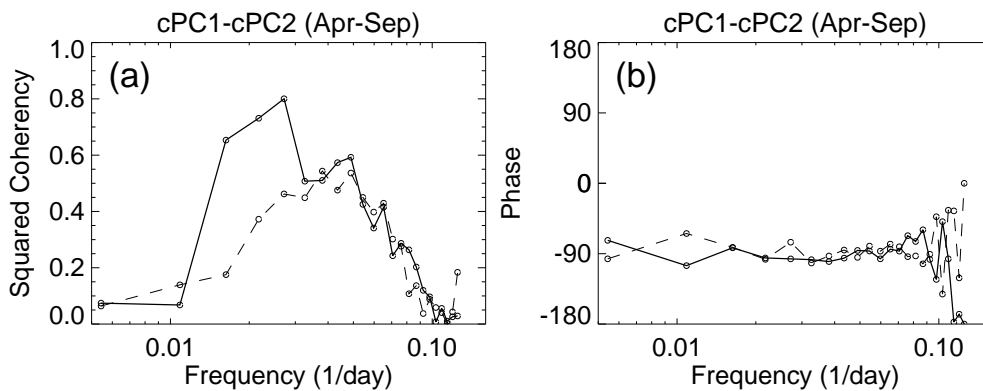 cPC1-cPC2 (Apr-Sep)
(a)
Squared Coherency
1.0
0.8
0.6
0.4
0.2
0.0
0.01
0.10
Frequency (1/day)
cPC1-cPC2 (Apr-Sep)
(b)
Phase
180
90
0
-90
-180
0.01
0.10
Frequency (1/day)